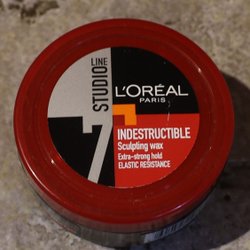 STUDIO LINE
L'ORÉAL
PARIS
7
INDESTRUCTIBLE
Sculpting wax
Extra-strong hold
ELASTIC RESISTANCE